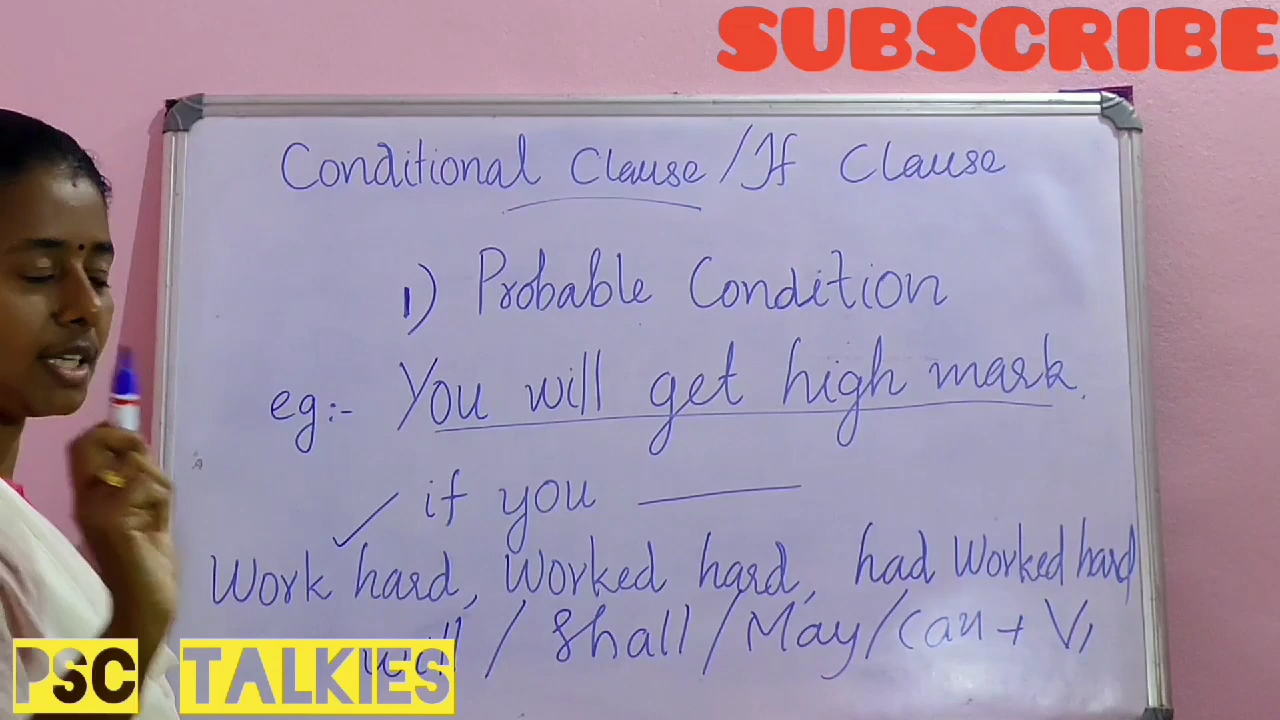 SUBSCRIBE
Conditional Clause / If Clause
1) Probable Condition
eg:- You will get high mark.
if you ———
Work hard, Worked hard, had Worked hard
will / Shall / May / Can + V1
PSC TALKIES